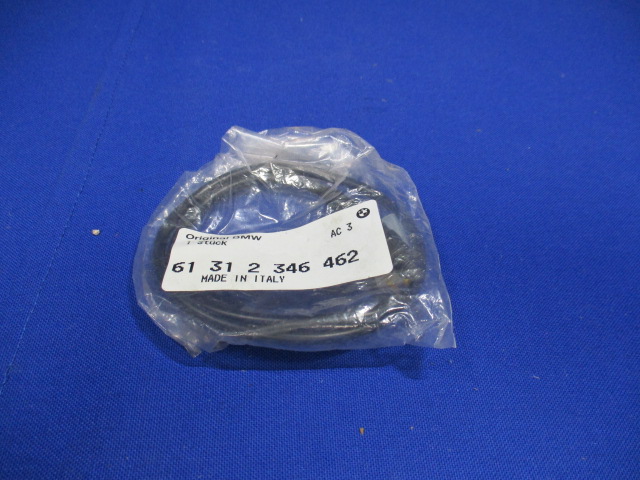 Original BMW
1 Stück
AC 3
61 31 2 346 462
MADE IN ITALY